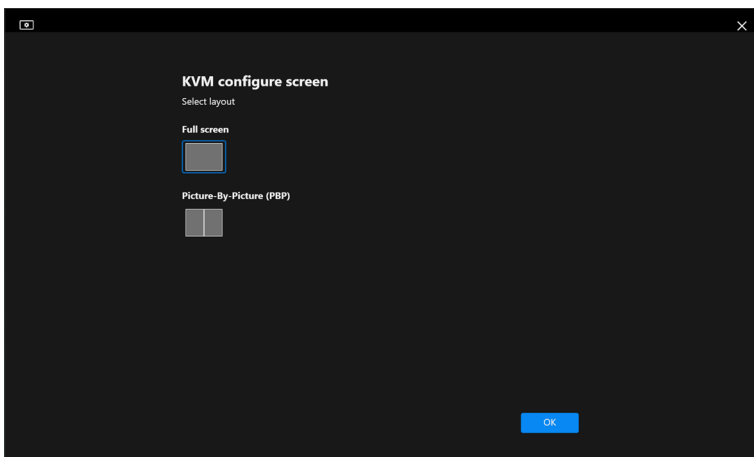 KVM configure screen
Select layout
Full screen
Picture-By-Picture (PBP)
OK